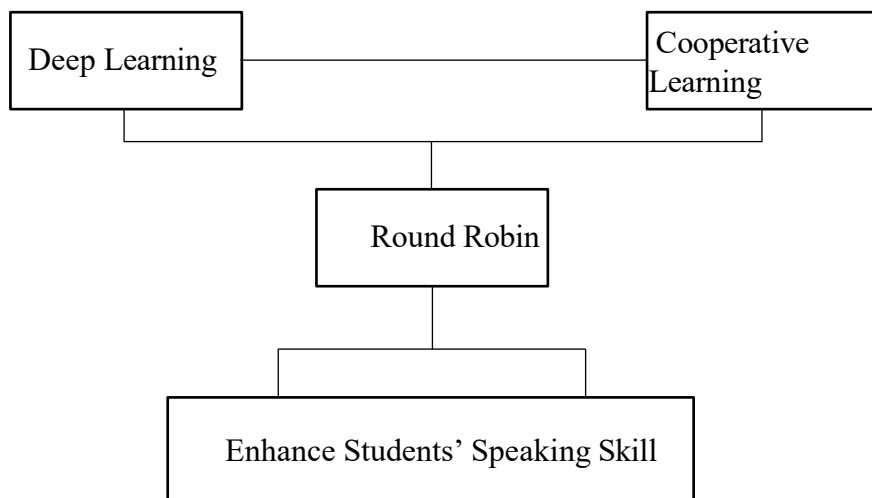 Deep Learning
Cooperative
Learning
Round Robin
Enhance Students’ Speaking Skill